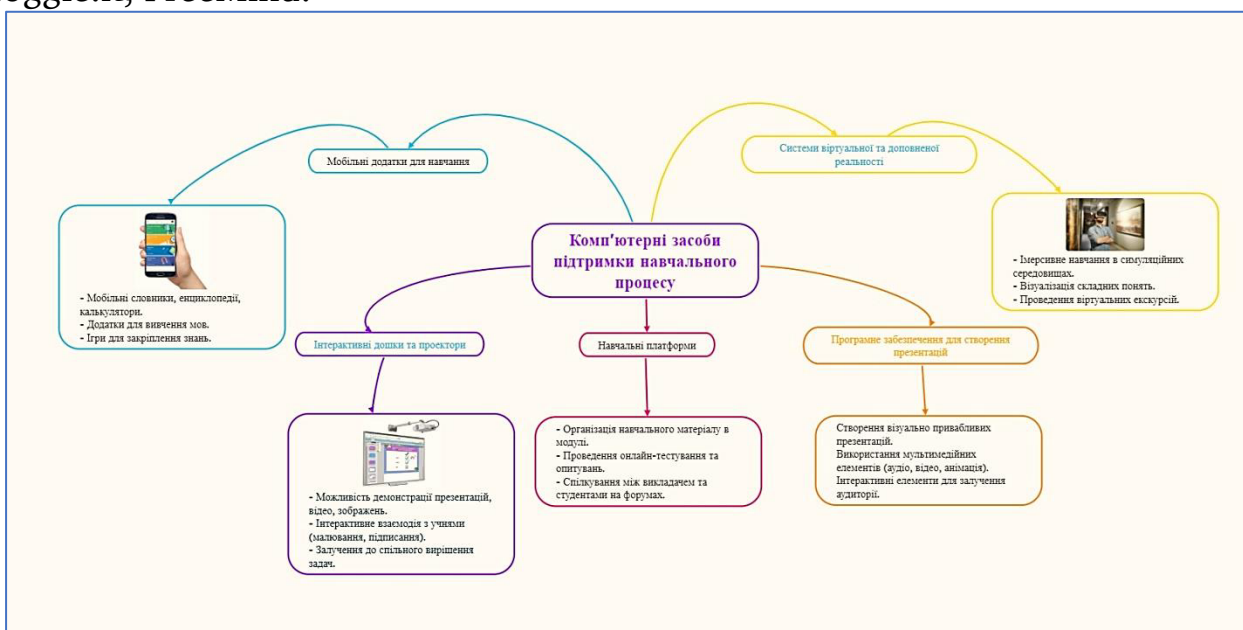 Мобільні додатки для навчання
Системи віртуальної та доповненої
реальності
- Мобільні словники, енциклопедії,
калькулятори.
- Додатки для вивчення мов.
- Ігри для закріплення знань.
Комп'ютерні засоби
підтримки навчального
процесу
- Імерсивне навчання в симуляційних
середовищах.
- Візуалізація складних понять.
- Проведення віртуальних екскурсій.
Інтерактивні дошки та проектори
Навчальні платформи
Програмне забезпечення для створення
презентацій
- Можливість демонстрації презентацій,
відео, зображень.
- Інтерактивне взаємодія з учнями
(малювання, підписання).
- Залучення до спільного вирішення
задач.
- Організація навчального матеріалу в
модулі.
- Проведення онлайн-тестування та
опитувань.
- Спілкування між викладачем та
студентами на форумах.
Створення візуально привабливих
презентацій.
Використання мультимедійних
елементів (аудіо, відео, анімація).
Інтерактивні елементи для залучення
аудиторії.